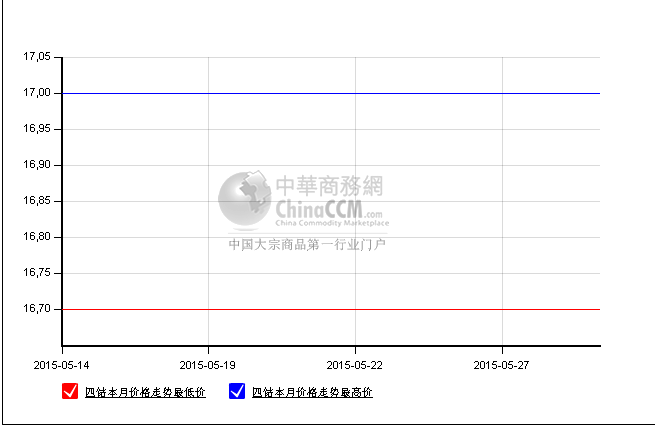 17,05
17,00
16,95
16,90
16,85
16,80
16,75
16,70
中華商務網
ChinaCCM.com
China Commodity Marketplace
中国大宗商品第一行业门户
2015-05-14 2015-05-19 2015-05-22 2015-05-27
四钴本月价格走势最低价 四钴本月价格走势最高价